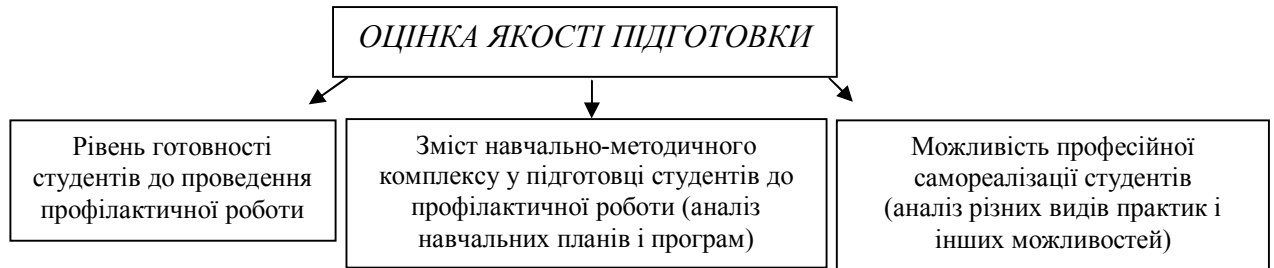 ОЦІНКА ЯКОСТІ ПІДГОТОВКИ
Рівень готовності
студентів до проведення
профілактичної роботи
Зміст навчально-методичного
комплексу у підготовці студентів до
профілактичної роботи (аналіз
навчальних планів і програм)
Можливість професійної
самореалізації студентів
(аналіз різних видів практик і
інших можливостей)